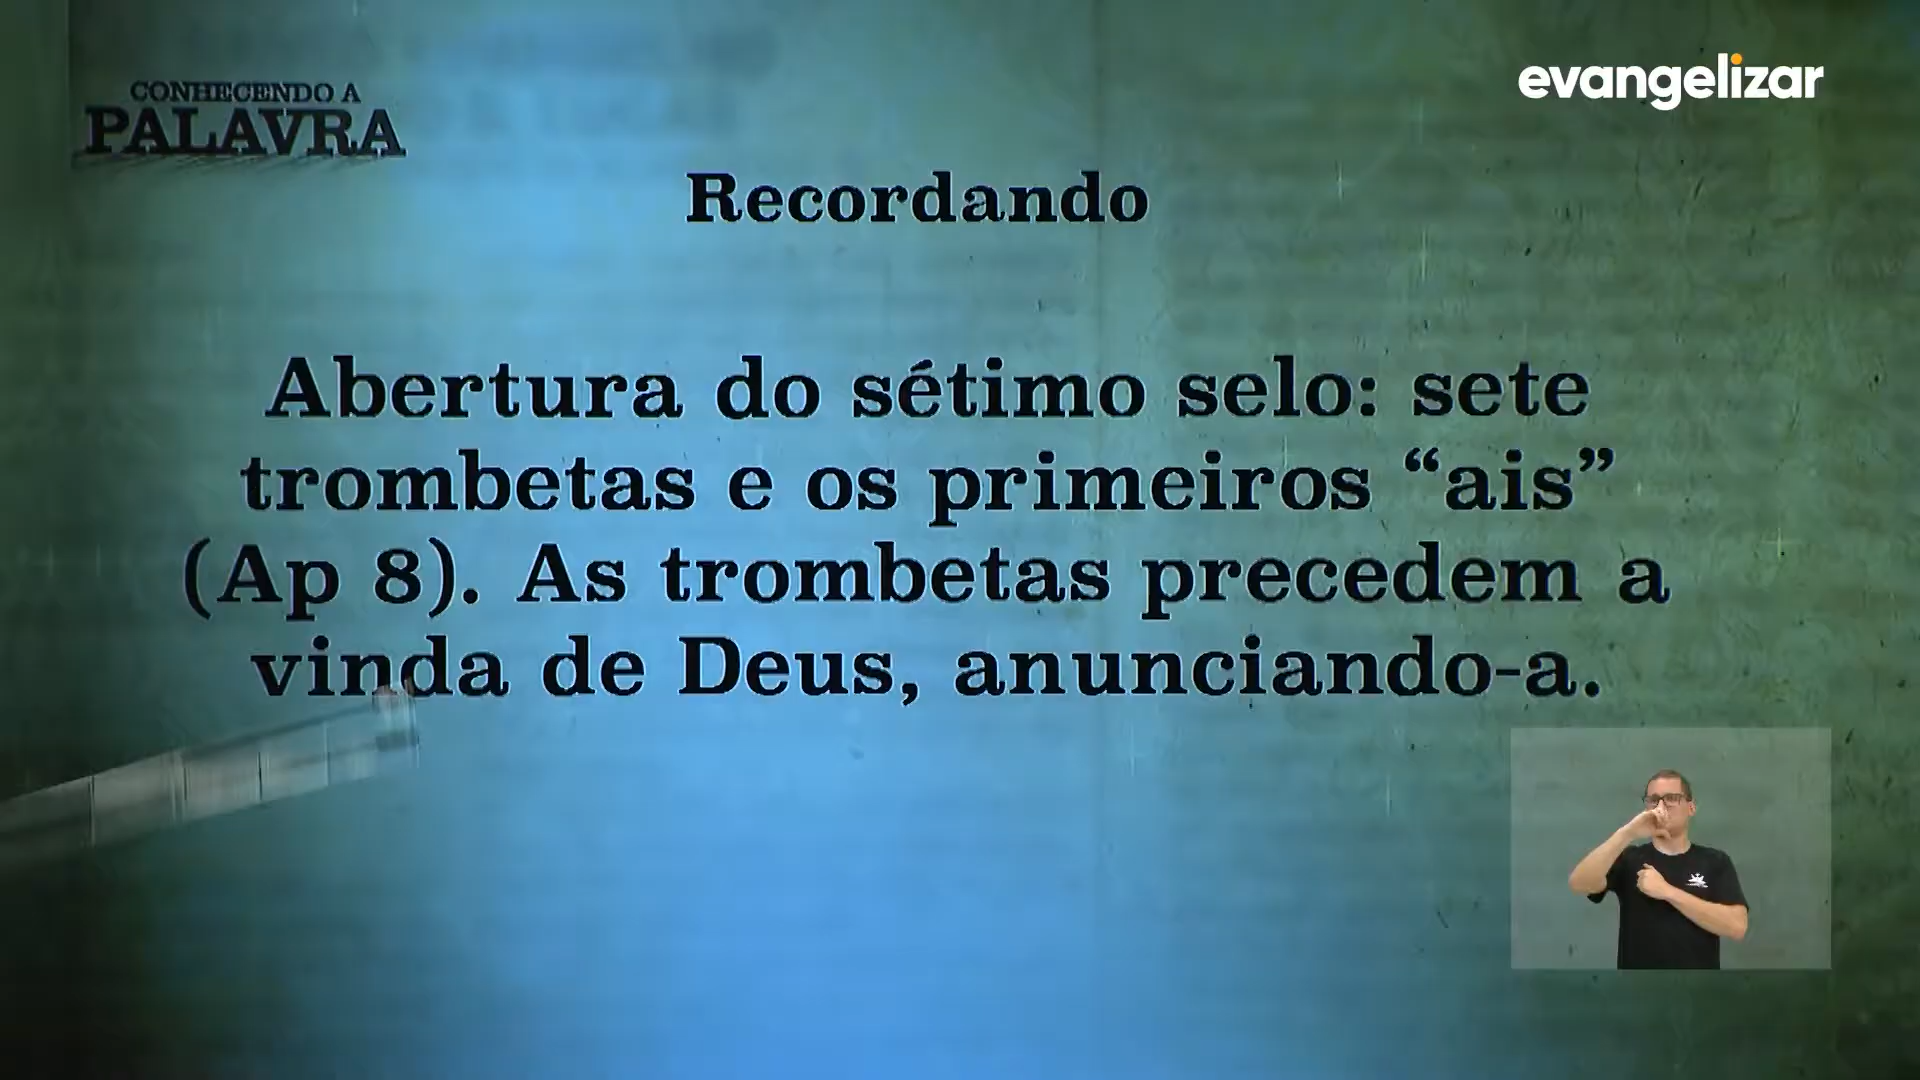 CONHECENDO A
PALAVRA
evangelizar
Recordando
Abertura do sétimo selo: sete
trombetas e os primeiros “ais”
(Ap 8). As trombetas precedem a
vinda de Deus, anunciando-a.